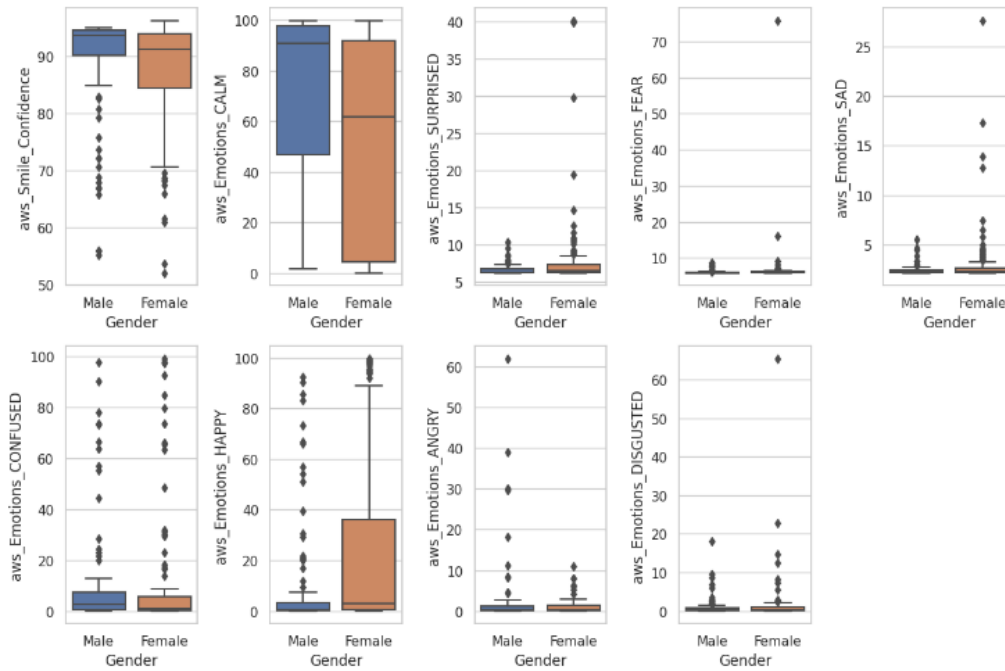 aws_Smile_Confidence
90
80
70
60
50
Male Female
Gender
aws_Emotions_CALM
100
80
60
40
20
0
Male Female
Gender
aws_Emotions_SURPRISED
40
35
30
25
20
15
10
5
Male Female
Gender
aws_Emotions_FEAR
70
60
50
40
30
20
10
Male Female
Gender
aws_Emotions_SAD
25
20
15
10
5
Male Female
Gender
aws_Emotions_CONFUSED
100
80
60
40
20
0
Male Female
Gender
aws_Emotions_HAPPY
100
80
60
40
20
0
Male Female
Gender
aws_Emotions_ANGRY
60
50
40
30
20
10
0
Male Female
Gender
aws_Emotions_DISGUSTED
60
50
40
30
20
10
0
Male Female
Gender